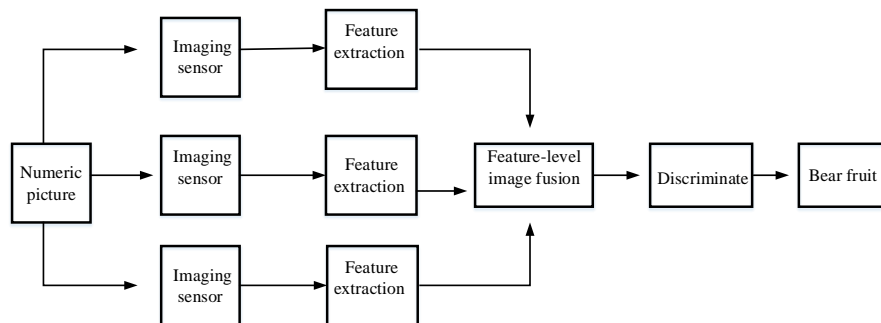 Imaging
sensor
Feature
extraction
Numeric
picture
Imaging
sensor
Feature
extraction
Feature-level
image fusion
Discriminate
Bear fruit
Imaging
sensor
Feature
extraction